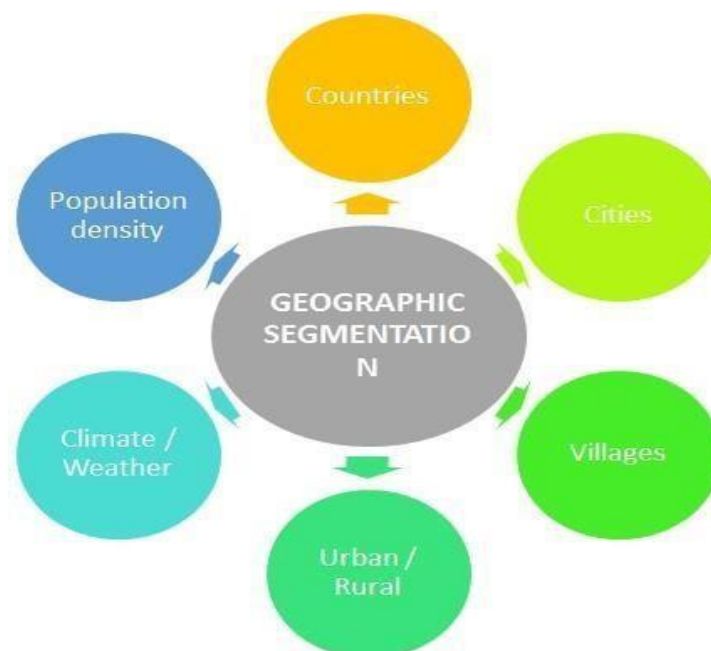 Countries
Population
density
Cities
GEOGRAPHIC
SEGMENTATIO
N
Climate /
Weather
Villages
Urban /
Rural